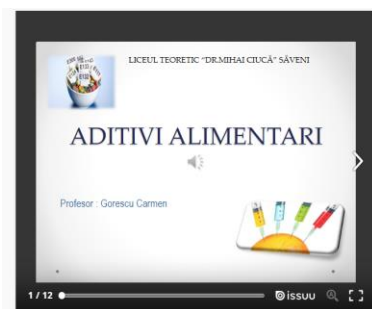 LICEUL TEORETIC "DR.MIHAI CIUCĂ" SĂVENI
ADITIVI ALIMENTARI
Profesor : Gorescu Carmen
1 / 12
issuu